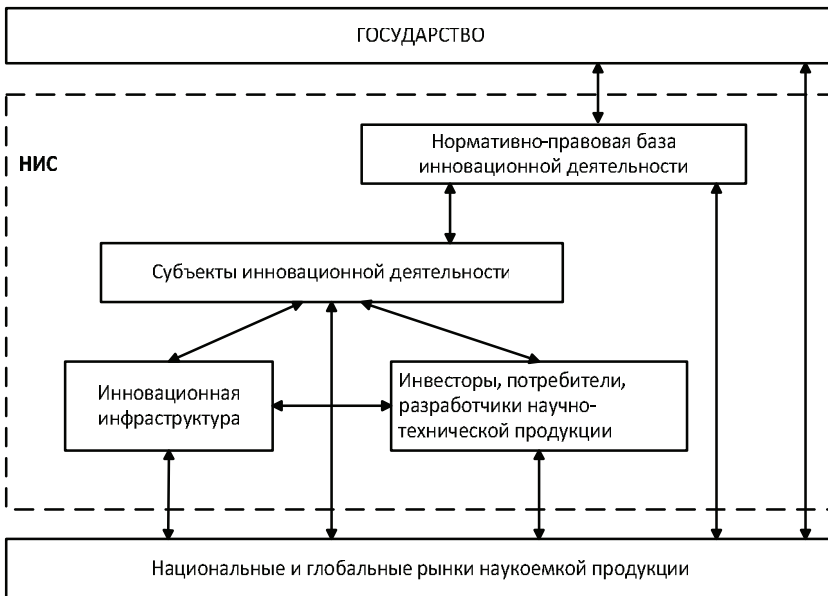 ГОСУДАРСТВО
НИС
Нормативно-правовая база
инновационной деятельности
Субъекты инновационной деятельности
Инновационная
инфраструктура
Инвесторы, потребители,
разработчики научно-
технической продукции
Национальные и глобальные рынки наукоемкой продукции